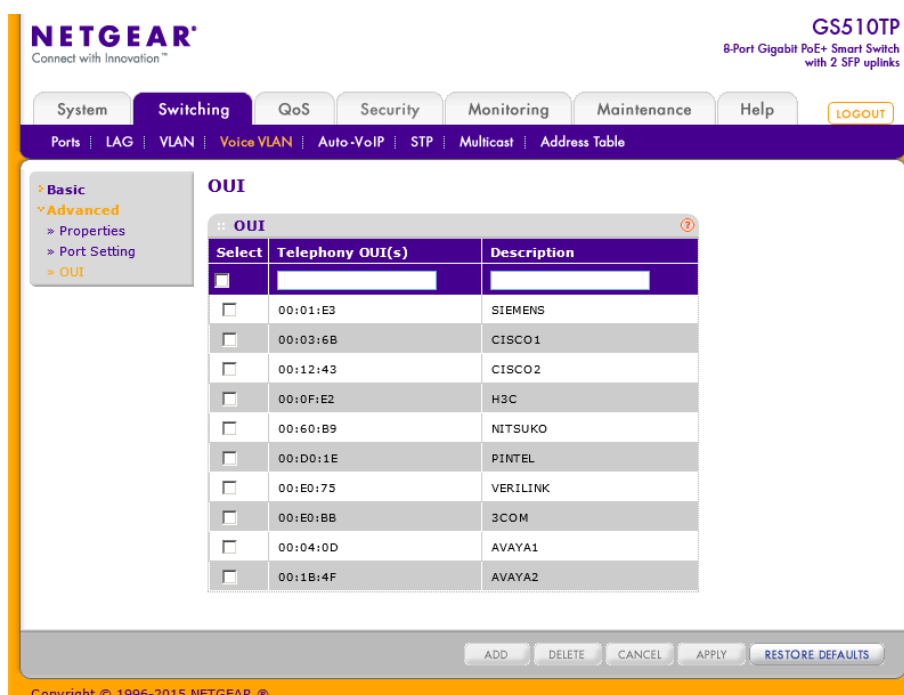 NETGEAR®
Connect with Innovation™
GS510TP
8-Port Gigabit PoE+ Smart Switch
with 2 SFP uplinks
System Switching QoS Security Monitoring Maintenance Help LOGOUT
Ports LAG VLAN Voice VLAN Auto-VoIP STP Multicast Address Table
Basic
Advanced
» Properties
» Port Setting
» OUI
OUI
OUI ?
Select Telephony OUI(s) Description
00:01:E3 SIEMENS
00:03:6B CISCO1
00:12:43 CISCO2
00:0F:E2 H3C
00:60:B9 NITSUKO
00:D0:1E PINTEL
00:E0:75 VERILINK
00:E0:BB 3COM
00:04:0D AVAYA1
00:1B:4F AVAYA2
ADD DELETE CANCEL APPLY RESTORE DEFAULTS
Copyright © 1996-2015 NETGEAR ®